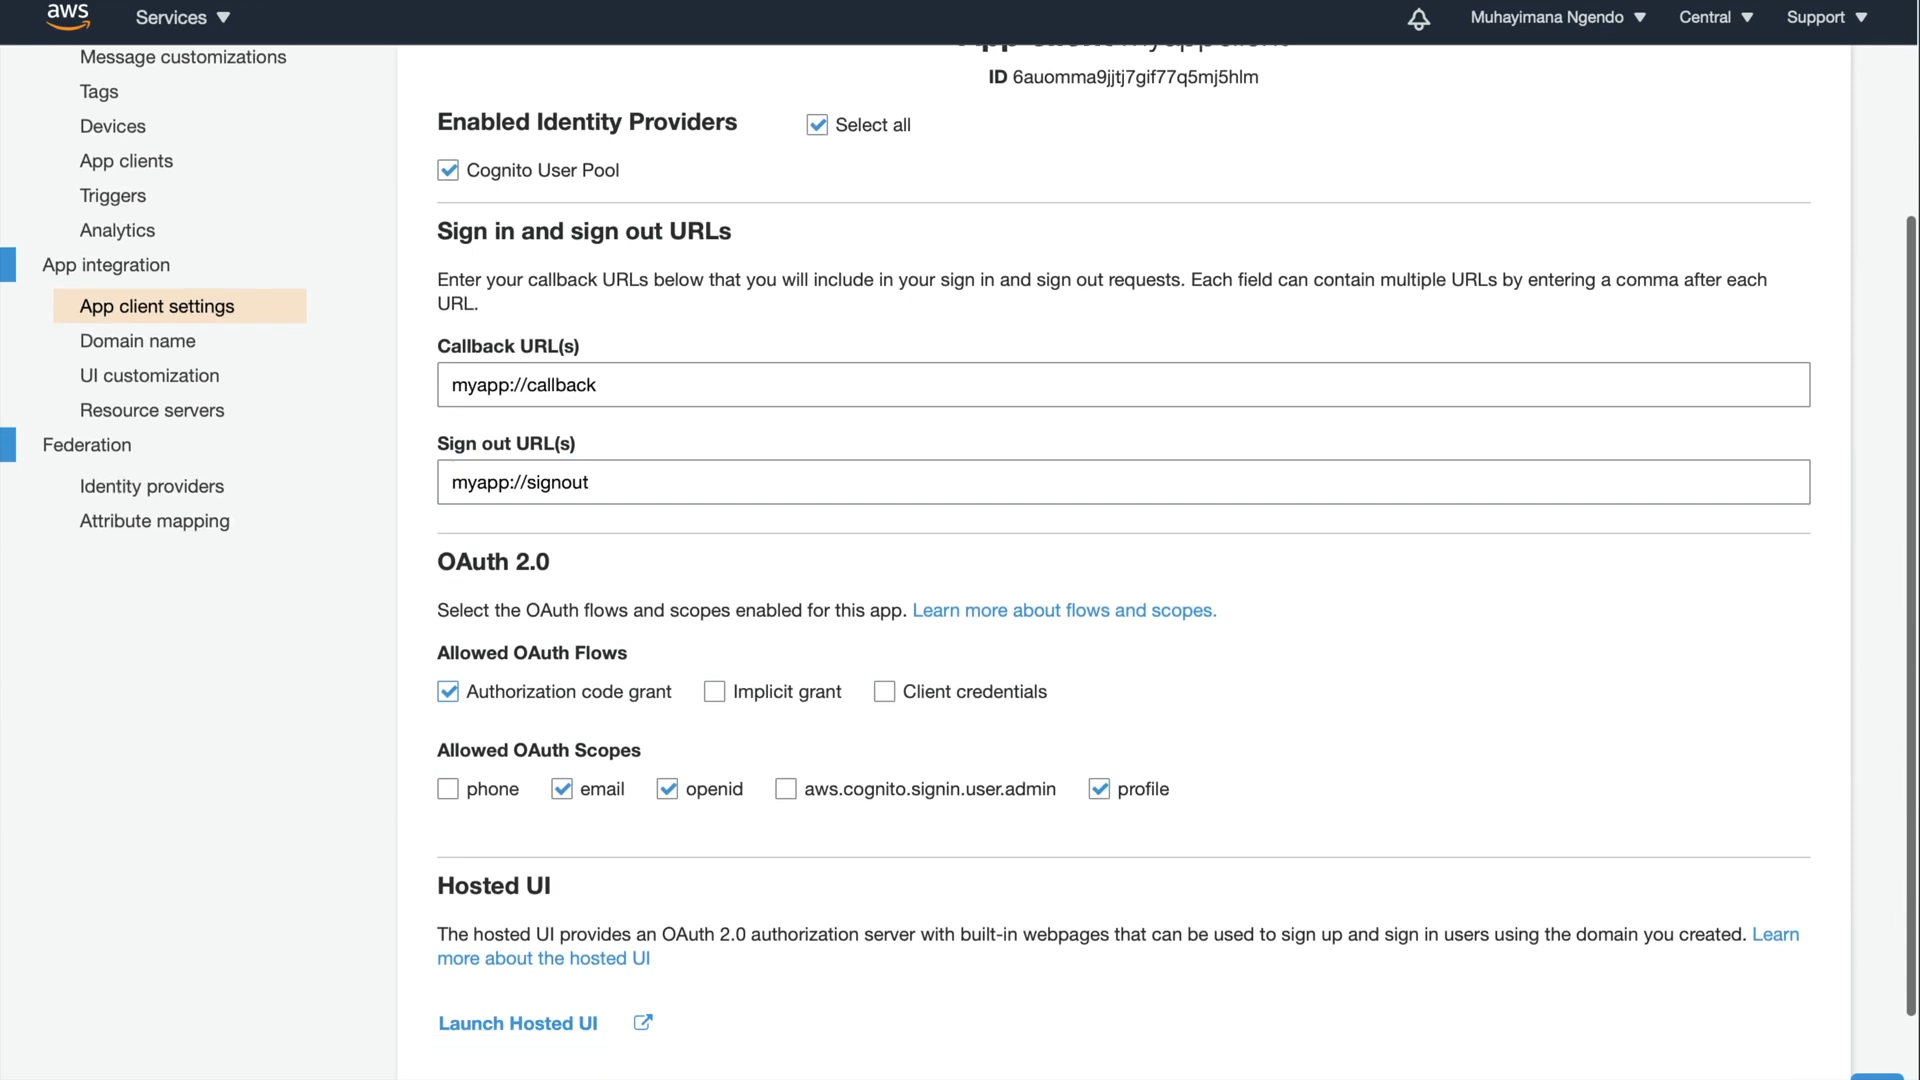 aws
Services
Muhayimana Ngendo
Central
Support
Message customizations
Tags
Devices
App clients
Triggers
Analytics
App integration
App client settings
Domain name
UI customization
Resource servers
Federation
Identity providers
Attribute mapping
App client myappclient
ID 6auomma9jjtj7gif77q5mj5hlm
Enabled Identity Providers
Select all
Cognito User Pool
Sign in and sign out URLs
Enter your callback URLs below that you will include in your sign in and sign out requests. Each field can contain multiple URLs by entering a comma after each
URL.
Callback URL(s)
myapp://callback
Sign out URL(s)
myapp://signout
OAuth 2.0
Select the OAuth flows and scopes enabled for this app. Learn more about flows and scopes.
Allowed OAuth Flows
Authorization code grant
Implicit grant
Client credentials
Allowed OAuth Scopes
phone
email
openid
aws.cognito.signin.user.admin
profile
Hosted UI
The hosted UI provides an OAuth 2.0 authorization server with built-in webpages that can be used to sign up and sign in users using the domain you created. Learn
more about the hosted UI
Launch Hosted UI